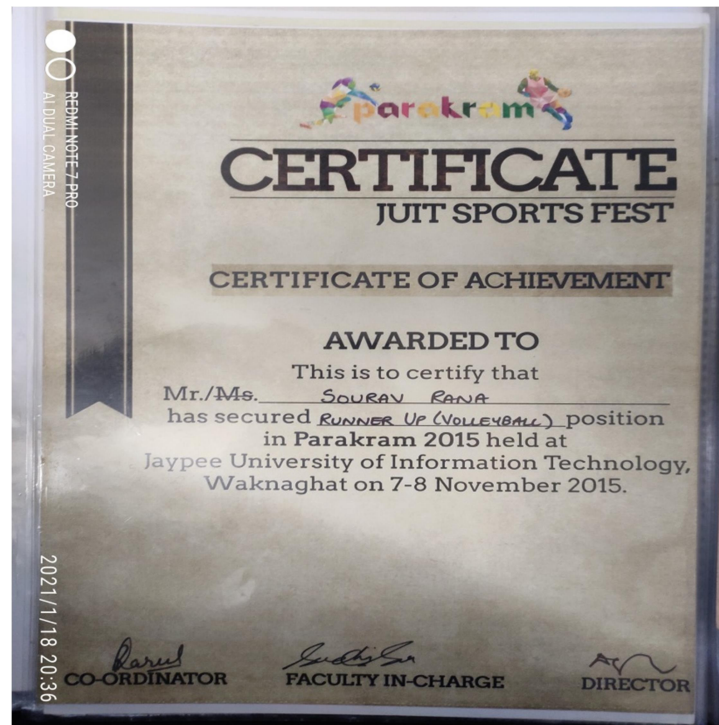 parakram
CERTIFICATE
JUIT SPORTS FEST
CERTIFICATE OF ACHIEVEMENT
AWARDED TO
This is to certify that
Mr./Ms. SOURAV RANA
has secured RUNNER UP (VOLLEYBALL) position
in Parakram 2015 held at
Jaypee University of Information Technology,
Waknaghat on 7-8 November 2015.
CO-ORDINATOR
FACULTY IN-CHARGE
DIRECTOR
REDMI NOTE 7 PRO
AI DUAL CAMERA
2021/1/18 20:36